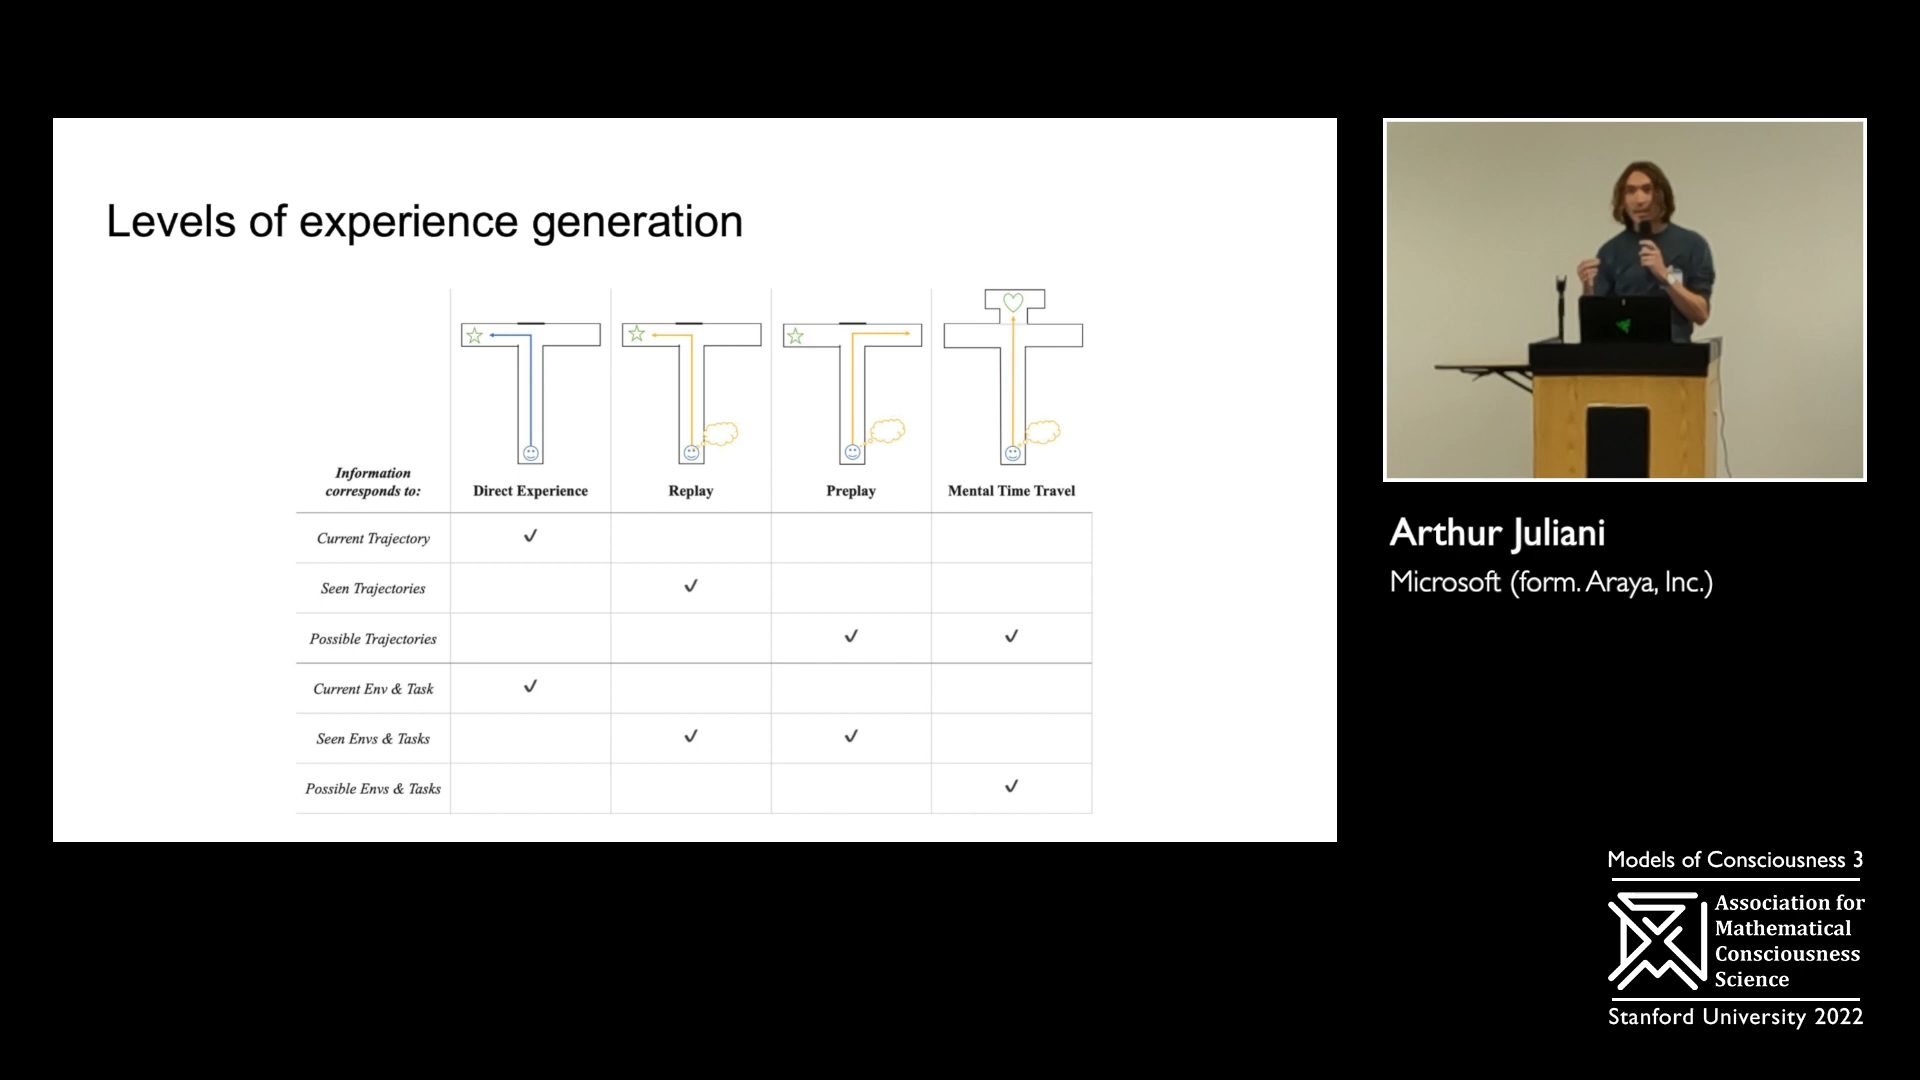 Levels of experience generation
Information
corresponds to:
Direct Experience
Replay
Preplay
Mental Time Travel
Current Trajectory
✓
Seen Trajectories
✓
Possible Trajectories
✓ ✓
Current Env & Task
✓
Seen Envs & Tasks
✓ ✓
Possible Envs & Tasks
✓
Arthur Juliani
Microsoft (form. Araya, Inc.)
Models of Consciousness 3
Association for
Mathematical
Consciousness
Science
Stanford University 2022